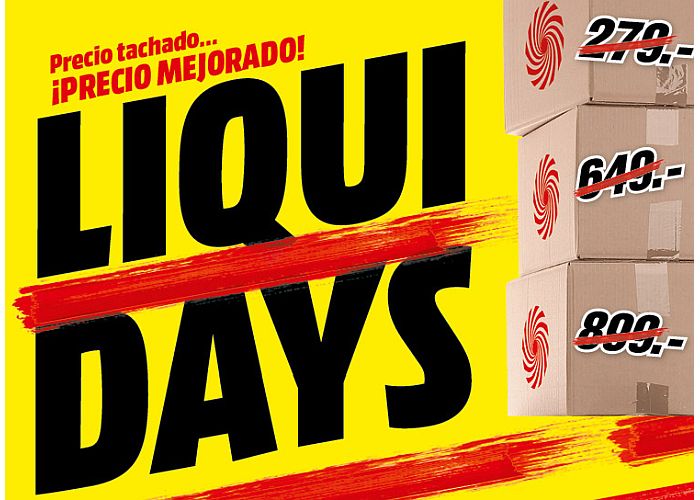 Precio tachado...
¡PRECIO MEJORADO!
LIQUI
DAYS
279.-
649.-
899.-